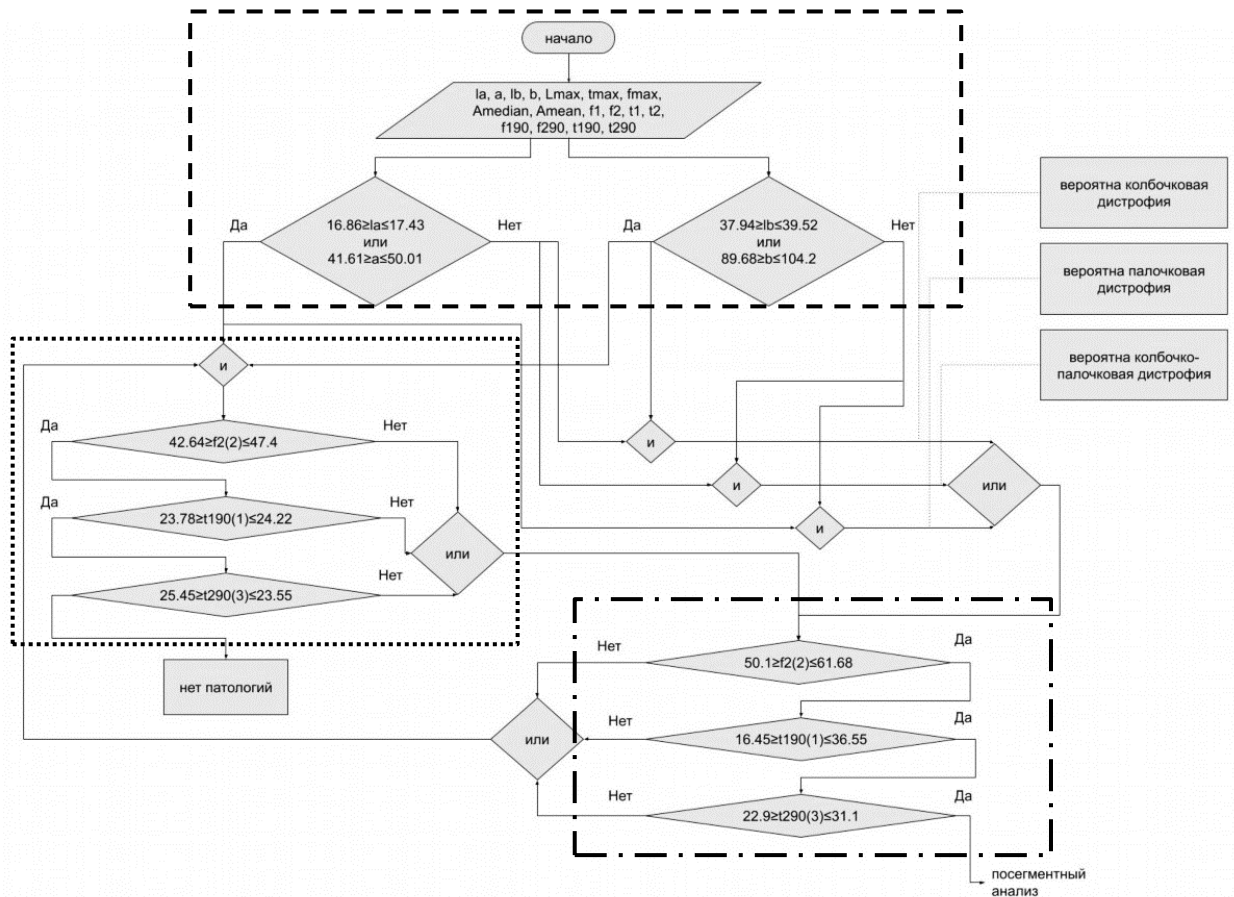 начало
la, a, lb, b, Lmax, tmax, fmax,
Amedian, Amean, f1, f2, t1, t2,
f190, f290, t190, t290
Да
16.86≥la≤17.43
или
41.61≥a≤50.01
Нет
Да
37.94≥lb≤39.52
или
89.68≥b≤104.2
Нет
вероятна колбочковая
дистрофия
вероятна палочковая
дистрофия
вероятна колбочко-
палочковая дистрофия
и
Да
42.64≥f2(2)≤47.4
Нет
Да
23.78≥t190(1)≤24.22
Нет
25.45≥t290(3)≤23.55
Нет
или
нет патологий
и
и
и
или
Нет
50.1≥f2(2)≤61.68
Да
Нет
16.45≥t190(1)≤36.55
Да
Нет
22.9≥t290(3)≤31.1
Да
или
посегментный
анализ